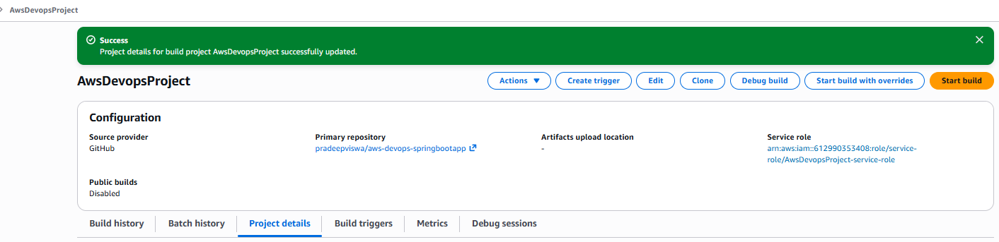 AwsDevopsProject
Success
Project details for build project AwsDevopsProject successfully updated.
AwsDevopsProject
Actions
Create trigger
Edit
Clone
Debug build
Start build with overrides
Start build
Configuration
Source provider
GitHub
Primary repository
pradeepviswa/aws-devops-springbootapp
Artifacts upload location
-
Service role
arn:aws:iam::612990353408:role/service-
role/AwsDevopsProject-service-role
Public builds
Disabled
Build history
Batch history
Project details
Build triggers
Metrics
Debug sessions